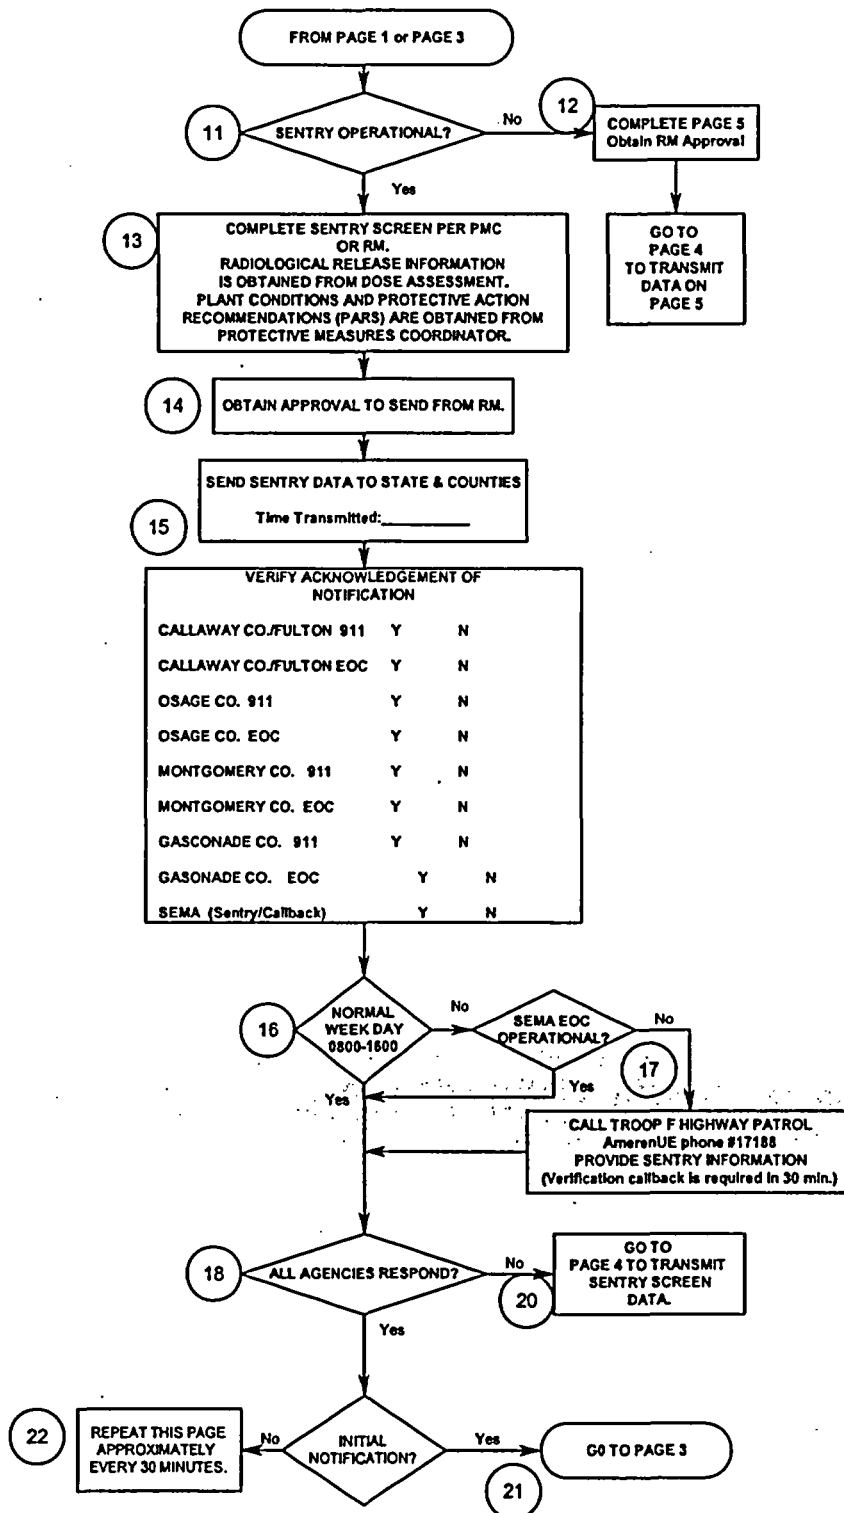 FROM PAGE 1 or PAGE 3
11
SENTRY OPERATIONAL?
No
12
COMPLETE PAGE 5
Obtain RM Approval
Yes
GO TO
PAGE 4
TO TRANSMIT
DATA ON
PAGE 5
13
COMPLETE SENTRY SCREEN PER PMC
OR RM.
RADIOLOGICAL RELEASE INFORMATION
IS OBTAINED FROM DOSE ASSESSMENT.
PLANT CONDITIONS AND PROTECTIVE ACTION
RECOMMENDATIONS (PARS) ARE OBTAINED FROM
PROTECTIVE MEASURES COORDINATOR.
14
OBTAIN APPROVAL TO SEND FROM RM.
15
SEND SENTRY DATA TO STATE & COUNTIES
Time Transmitted:__________
VERIFY ACKNOWLEDGEMENT OF
NOTIFICATION
CALLAWAY CO./FULTON 911 Y N
CALLAWAY CO./FULTON EOC Y N
OSAGE CO. 911 Y N
OSAGE CO. EOC Y N
MONTGOMERY CO. 911 Y N
MONTGOMERY CO. EOC Y N
GASCONADE CO. 911 Y N
GASONADE CO. EOC Y N
SEMA (Sentry/Callback) Y N
16
NORMAL
WEEK DAY
0800-1600
No
SEMA EOC
OPERATIONAL?
No
17
Yes
Yes
CALL TROOP F HIGHWAY PATROL
AmerenUE phone #17188
PROVIDE SENTRY INFORMATION
(Verification callback is required in 30 min.)
18
ALL AGENCIES RESPOND?
No
20
GO TO
PAGE 4 TO TRANSMIT
SENTRY SCREEN
DATA.
Yes
22
REPEAT THIS PAGE
APPROXIMATELY
EVERY 30 MINUTES.
No
INITIAL
NOTIFICATION?
Yes
21
GO TO PAGE 3